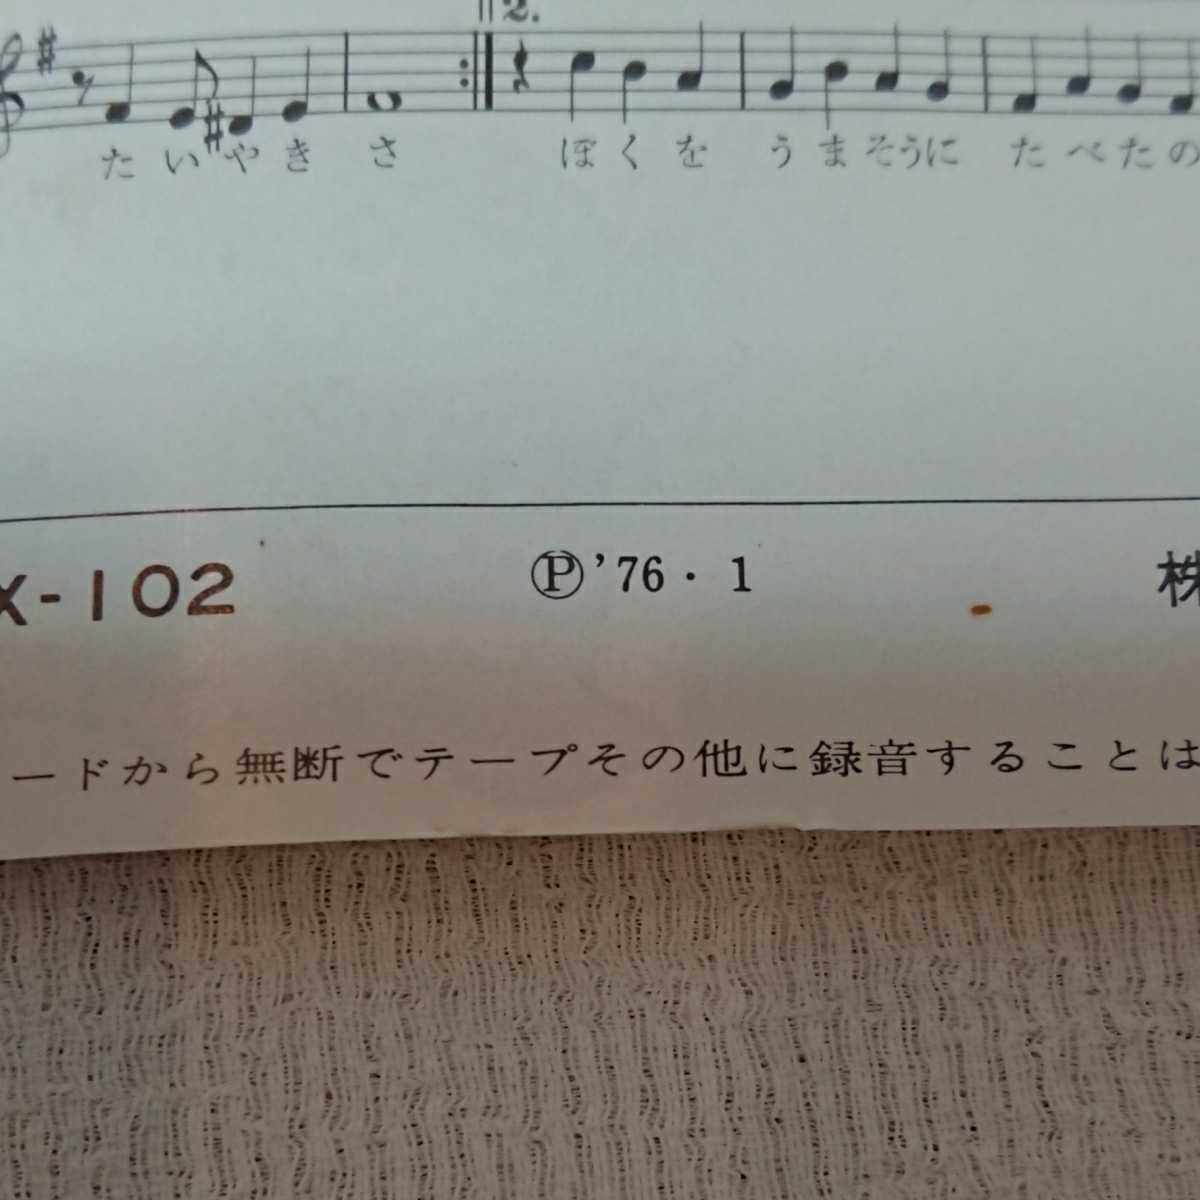 2.
たいやきさ ぼくを うまそうに たべたの
X-102 Ⓟ'76・1 株
ードから無断でテープその他に録音することは